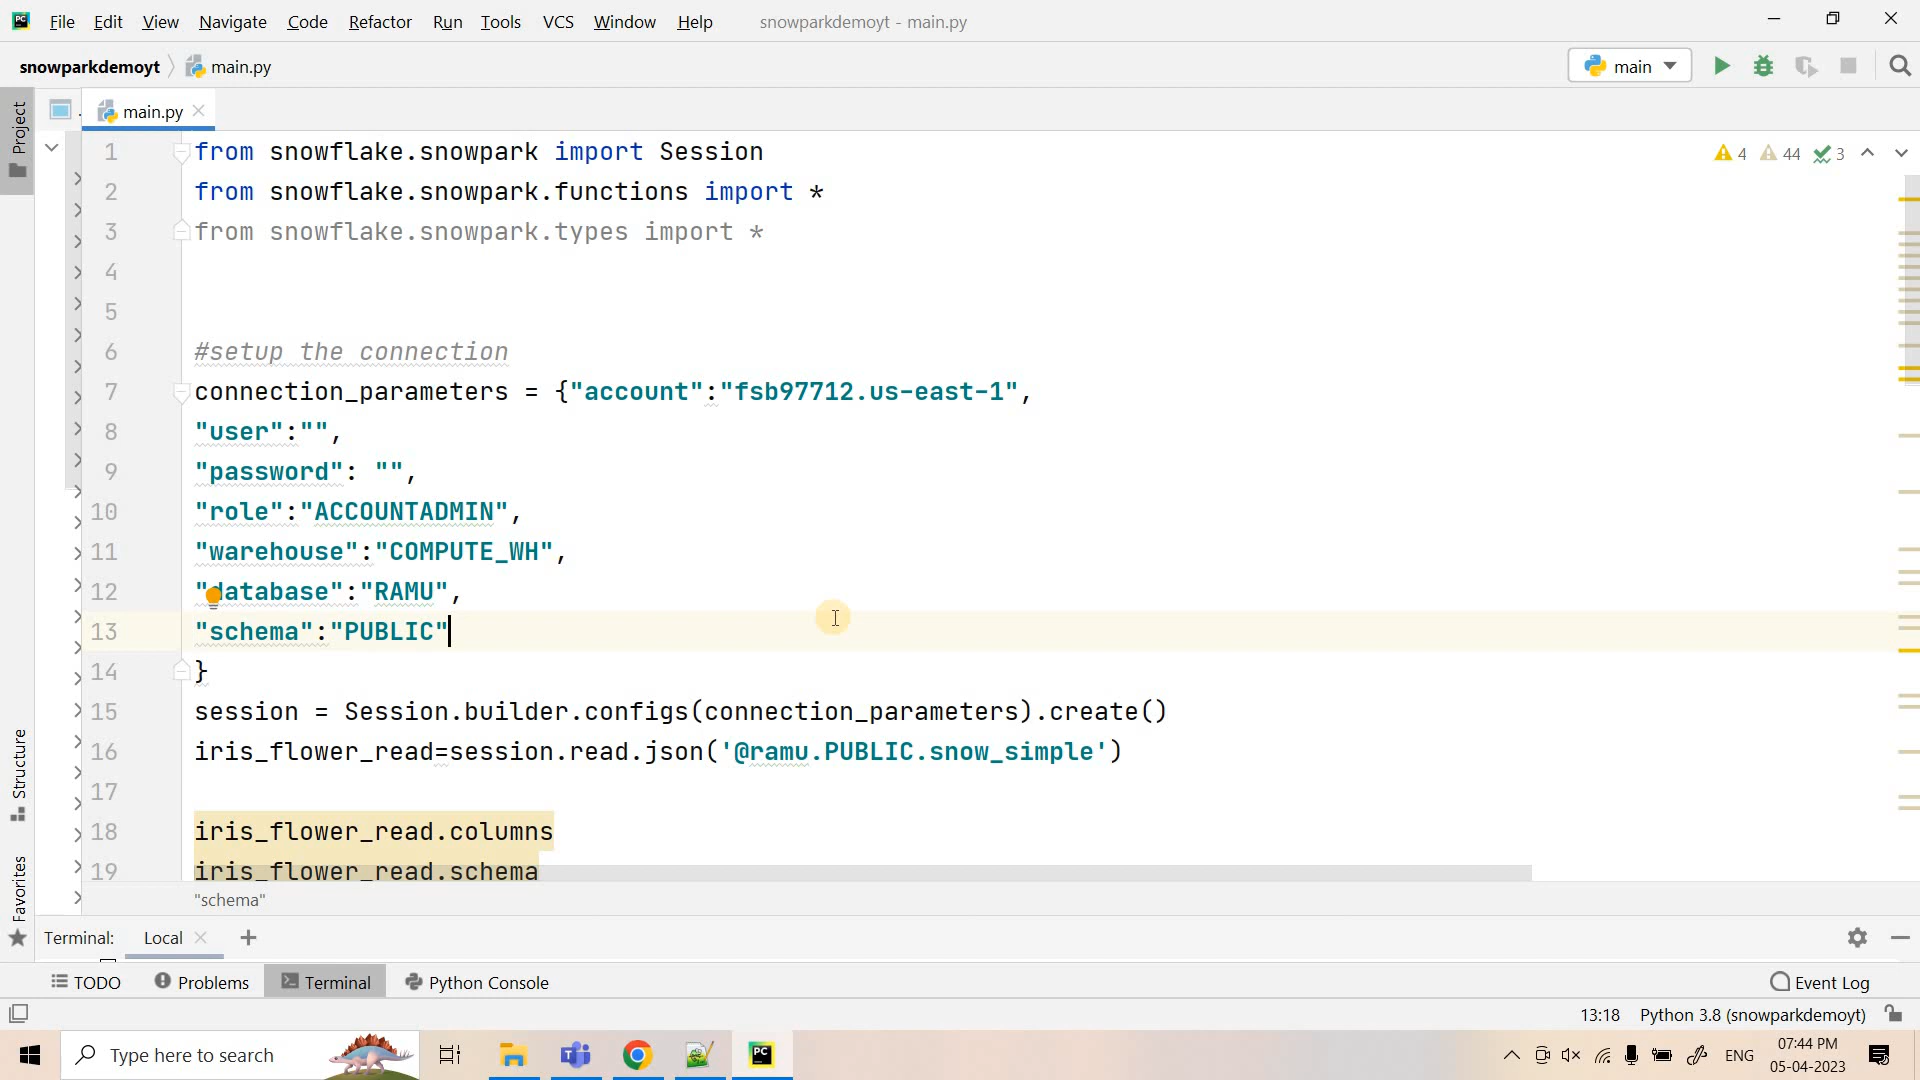 File Edit View Navigate Code Refactor Run Tools VCS Window Help snowparkdemoyt - main.py
snowparkdemoyt main.py main
main.py
Project
1 from snowflake.snowpark import Session
4 44 3
2 from snowflake.snowpark.functions import *
3 from snowflake.snowpark.types import *
4
5
6 #setup the connection
7 connection_parameters = {"account":"fsb97712.us-east-1",
8 "user":"",
9 "password": "",
10 "role":"ACCOUNTADMIN",
11 "warehouse":"COMPUTE_WH",
12 "database":"RAMU",
13 "schema":"PUBLIC"
14 }
15 session = Session.builder.configs(connection_parameters).create()
16 iris_flower_read=session.read.json('@ramu.PUBLIC.snow_simple')
17
18 iris_flower_read.columns
19 iris_flower_read.schema
Structure
Favorites
"schema"
Terminal: Local
TODO Problems Terminal Python Console Event Log
13:18 Python 3.8 (snowparkdemoyt)
Type here to search
PC
ENG
07:44 PM
05-04-2023